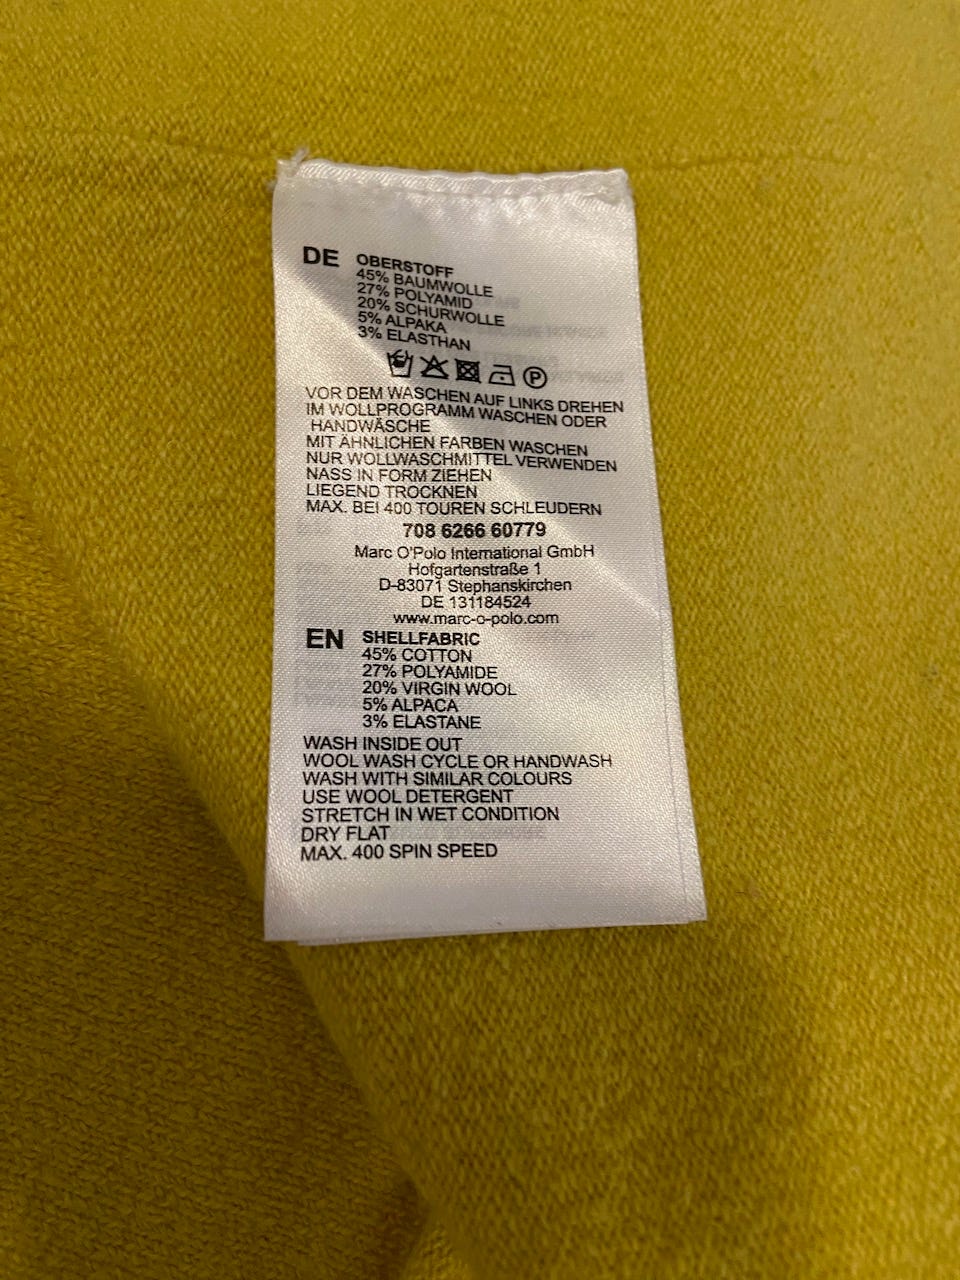 DE OBERSTOFF
45% BAUMWOLLE
27% POLYAMID
20% SCHURWOLLE
5% ALPAKA
3% ELASTHAN
P
VOR DEM WASCHEN AUF LINKS DREHEN
IM WOLLPROGRAMM WASCHEN ODER
HANDWÄSCHE
MIT ÄHNLICHEN FARBEN WASCHEN
NUR WOLLWASCHMITTEL VERWENDEN
NASS IN FORM ZIEHEN
LIEGEND TROCKNEN
MAX. BEI 400 TOUREN SCHLEUDERN
708 6266 60779
Marc O'Polo International GmbH
Hofgartenstraße 1
D-83071 Stephanskirchen
DE 131184524
www.marc-o-polo.com
EN SHELLFABRIC
45% COTTON
27% POLYAMIDE
20% VIRGIN WOOL
5% ALPACA
3% ELASTANE
WASH INSIDE OUT
WOOL WASH CYCLE OR HANDWASH
WASH WITH SIMILAR COLOURS
USE WOOL DETERGENT
STRETCH IN WET CONDITION
DRY FLAT
MAX. 400 SPIN SPEED